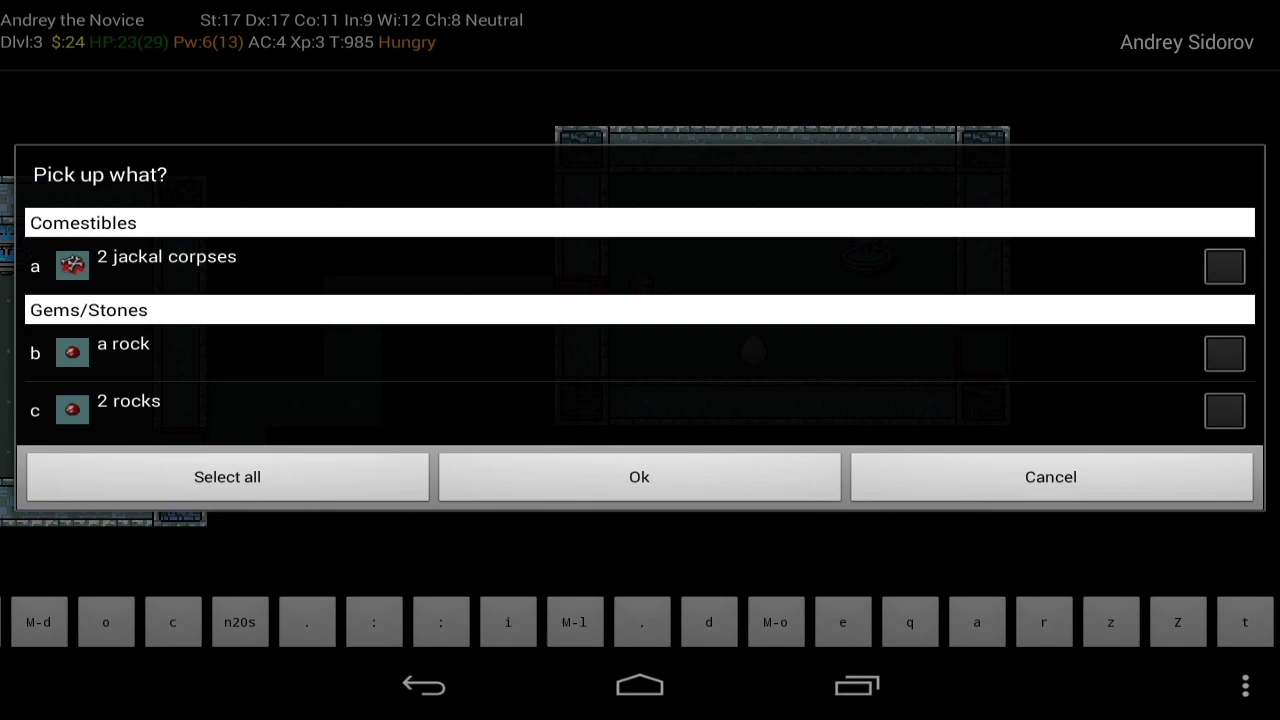 Andrey the Novice St:17 Dx:17 Co:11 In:9 Wi:12 Ch:8 Neutral
Dlvl:3 $:24 HP:23(29) Pw:6(13) AC:4 Xp:3 T:985 Hungry
Andrey Sidorov
Pick up what?
Comestibles
a 2 jackal corpses
Gems/Stones
b a rock
c 2 rocks
Select all Ok Cancel
M-d o c n20s . : ; i M-l , d M-o e q a r z Z t